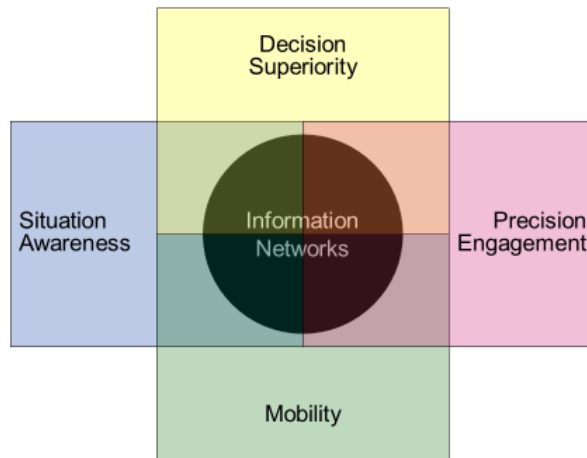 Decision
Superiority
Situation
Awareness
Information
Networks
Precision
Engagement
Mobility